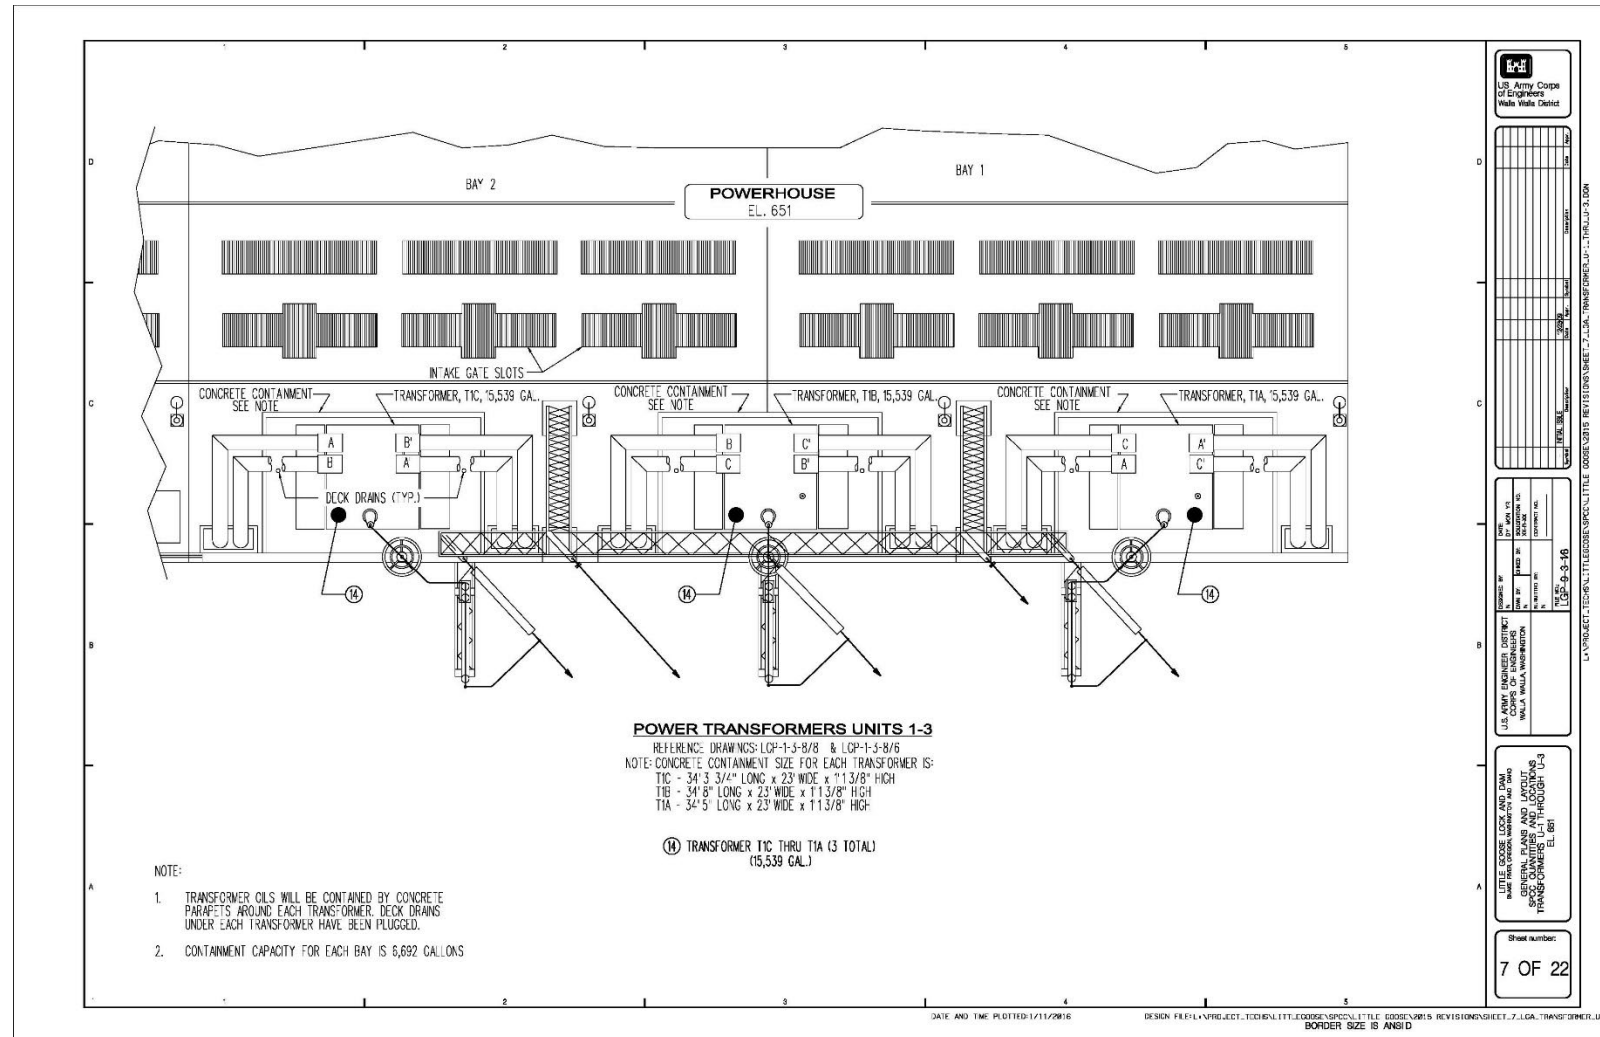 US Army Corps
of Engineers
Walla Walla District
BAY 2
BAY 1
POWERHOUSE
EL. 651
INTAKE GATE SLOTS
CONCRETE CONTAINMENT
SEE NOTE
TRANSFORMER, T1C, 15,539 GAL.
CONCRETE CONTAINMENT
SEE NOTE
TRANSFORMER, T1B, 15,539 GAL.
CONCRETE CONTAINMENT
SEE NOTE
TRANSFORMER, T1A, 15,539 GAL.
A
B'
B
C'
C
A'
B
A'
C
B'
A
C'
DECK DRAINS (TYP.)
14
14
14
POWER TRANSFORMERS UNITS 1-3
REFERENCE DRAWINGS: LGP-1-3-8/8 & LGP-1-3-8/6
NOTE: CONCRETE CONTAINMENT SIZE FOR EACH TRANSFORMER IS:
T1C - 34'3 3/4" LONG x 23' WIDE x 1'1 3/8" HIGH
T1B - 34'8" LONG x 23' WIDE x 1'1 3/8" HIGH
T1A - 34'5" LONG x 23' WIDE x 1'1 3/8" HIGH
14 TRANSFORMER T1C THRU T1A (3 TOTAL)
(15,539 GAL.)
NOTE:
1. TRANSFORMER OILS WILL BE CONTAINED BY CONCRETE
PARAPETS AROUND EACH TRANSFORMER. DECK DRAINS
UNDER EACH TRANSFORMER HAVE BEEN PLUGGED.
2. CONTAINMENT CAPACITY FOR EACH BAY IS 6,692 GALLONS
U.S. ARMY ENGINEER DISTRICT
CORPS OF ENGINEERS
WALLA WALLA, WASHINGTON
LGP-9-3-16
LITTLE GOOSE LOCK AND DAM
GENERAL PLANS AND LAYOUT
SPCC QUANTITIES AND LOCATIONS
TRANSFORMERS U-1 THROUGH U-3
EL. 651
Sheet number:
7 OF 22
DATE AND TIME PLOTTED: 1/11/2016
BORDER SIZE IS ANSI D